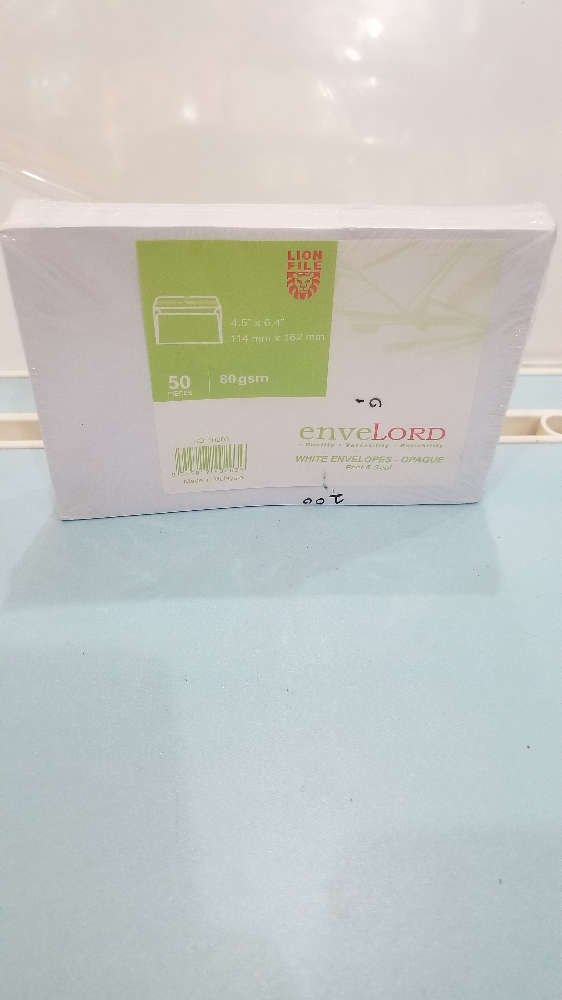 LION
FILE
4.5" x 6.4"
114 mm x 162 mm
50
PIECES
80gsm
enveLORD
WHITE ENVELOPES - OPAQUE
Peel & Seal
200